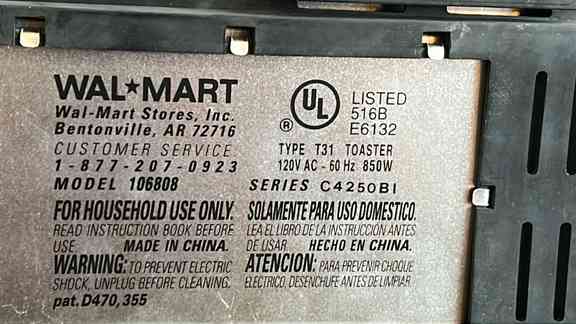 WAL★MART
Wal-Mart Stores, Inc.
Bentonville, AR 72716
CUSTOMER SERVICE
1-877-207-0923
MODEL 106808
UL
®
LISTED
516B
E6132
TYPE T31 TOASTER
120V AC - 60 Hz 850W
SERIES C4250BI
FOR HOUSEHOLD USE ONLY.
READ INSTRUCTION BOOK BEFORE
USE. MADE IN CHINA.
WARNING: TO PREVENT ELECTRIC
SHOCK, UNPLUG BEFORE CLEANING.
pat.D470,355
SOLAMENTE PARA USO DOMESTICO.
LEA EL LIBRO DE LA INSTRUCCIÓN ANTES
DE USAR. HECHO EN CHINA.
ATENCION: PARA PREVENIR CHOQUE
ELECTRICO, DESENCHUFE ANTES DE LIMPIAR.